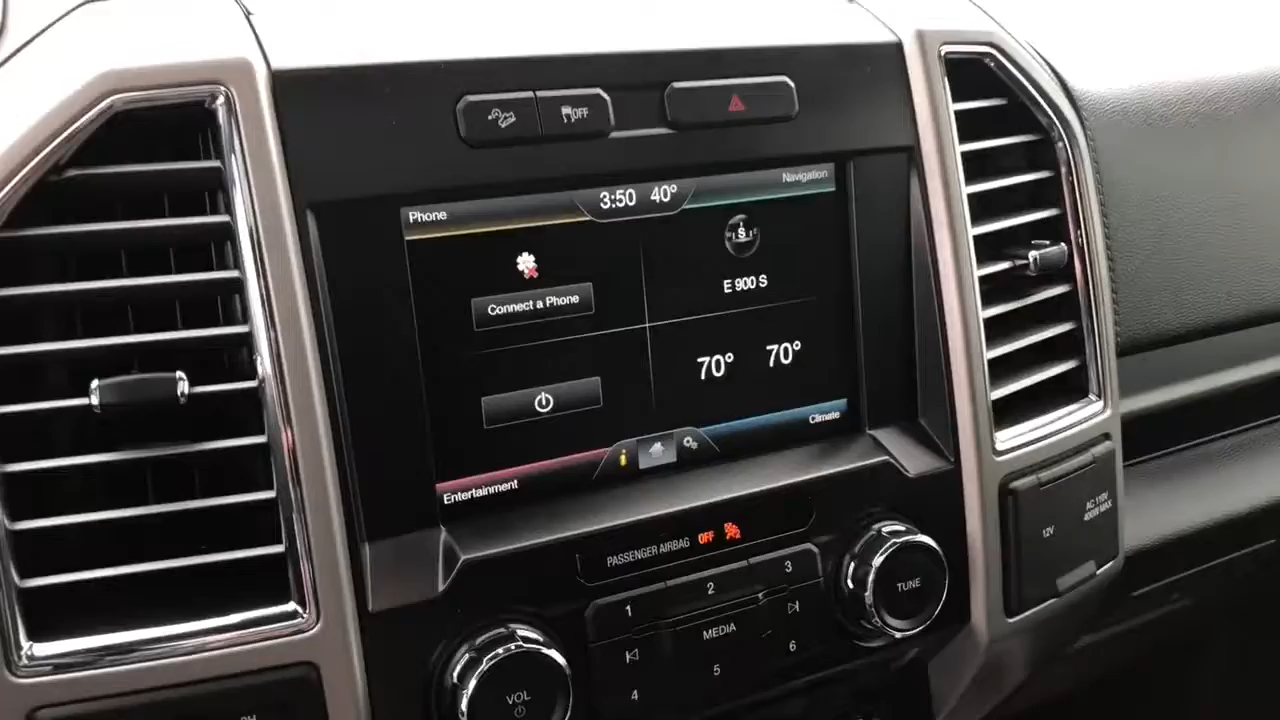 OFF
Phone
3:50 40°
Navigation
S
Connect a Phone
E 900 S
70° 70°
Climate
Entertainment
PASSENGER AIRBAG OFF
1 2 3
MEDIA
4 5 6
VOL
TUNE
12V
AC 110V
400W MAX